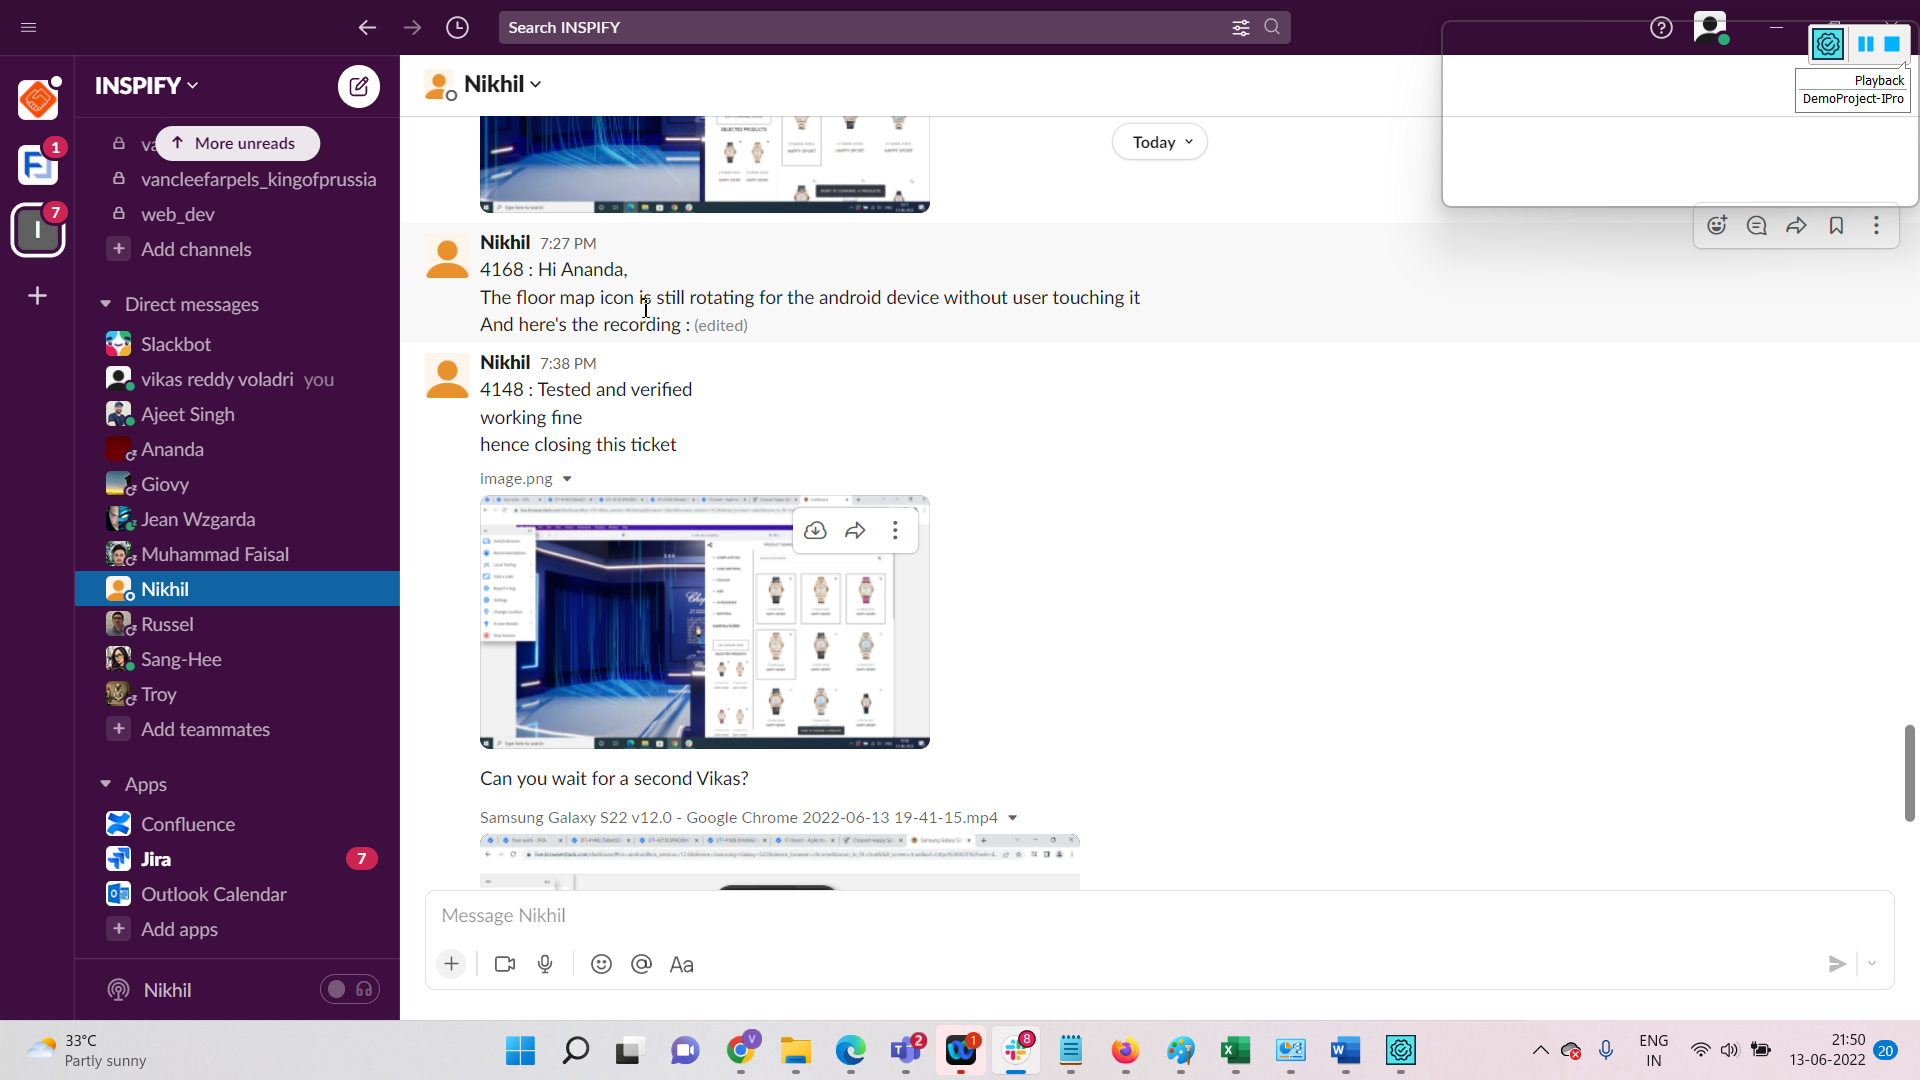 Search INSPIFY
INSPIFY
1
7
I
More unreads
vancleefarpels_kingofprussia
web_dev
Add channels
Direct messages
Slackbot
vikas reddy voladri you
Ajeet Singh
Ananda
Giovy
Jean Wzgarda
Muhammad Faisal
Nikhil
Russel
Sang-Hee
Troy
Add teammates
Apps
Confluence
Jira 7
Outlook Calendar
Add apps
Nikhil
Nikhil
Today
Playback
DemoProject-IPro
Nikhil 7:27 PM
4168 : Hi Ananda,
The floor map icon is still rotating for the android device without user touching it
And here's the recording : (edited)
Nikhil 7:38 PM
4148 : Tested and verified
working fine
hence closing this ticket
image.png
Can you wait for a second Vikas?
Samsung Galaxy S22 v12.0 - Google Chrome 2022-06-13 19-41-15.mp4
Message Nikhil
Aa
33°C
Partly sunny
V
2
1
8
ENG
IN
21:50
13-06-2022
20